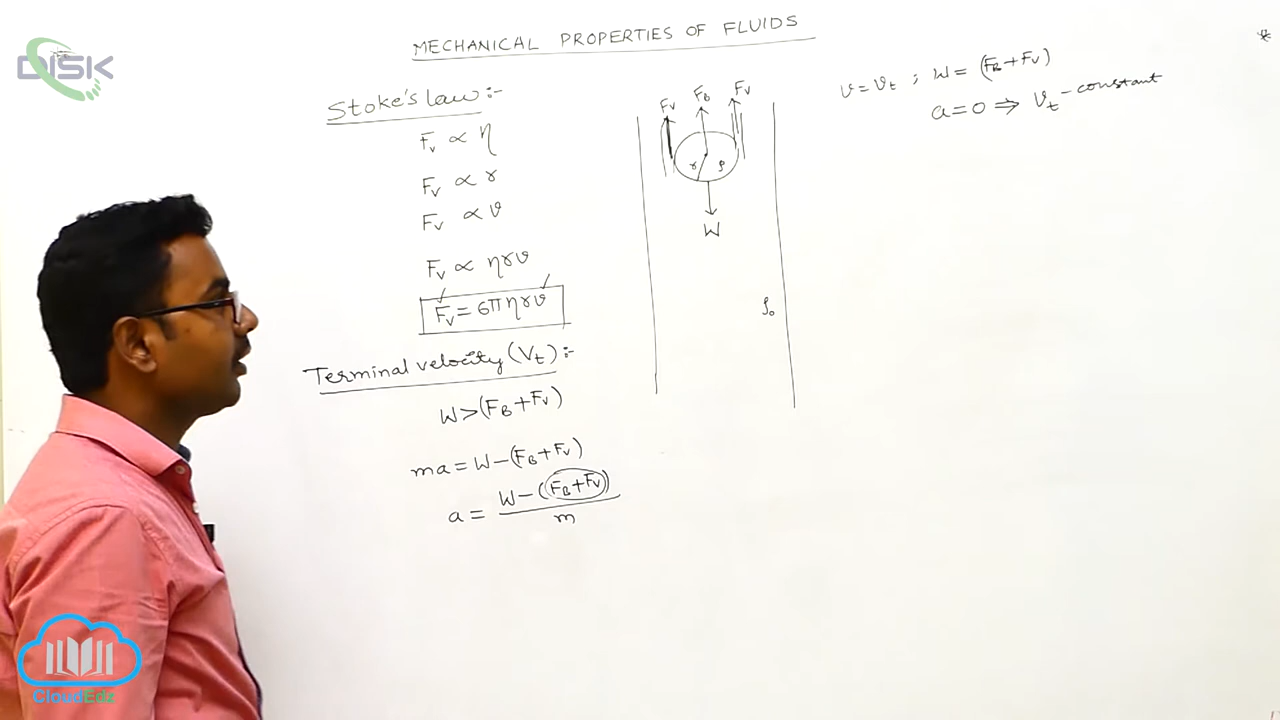 MECHANICAL PROPERTIES OF FLUIDS
DISK
Stoke's law :-
Fv ∝ η
Fv ∝ r
Fv ∝ v
Fv ∝ ηrv
Fv = 6πηrv
Terminal velocity (Vt) :-
W > (FB + Fv)
ma = W - (FB + Fv)
a = W - (FB + Fv) / m
Fv FB Fv
r ρ
W
ρ₀
v = vt ; W = (FB + Fv)
a = 0 ⇒ vt - constant
CloudEdz